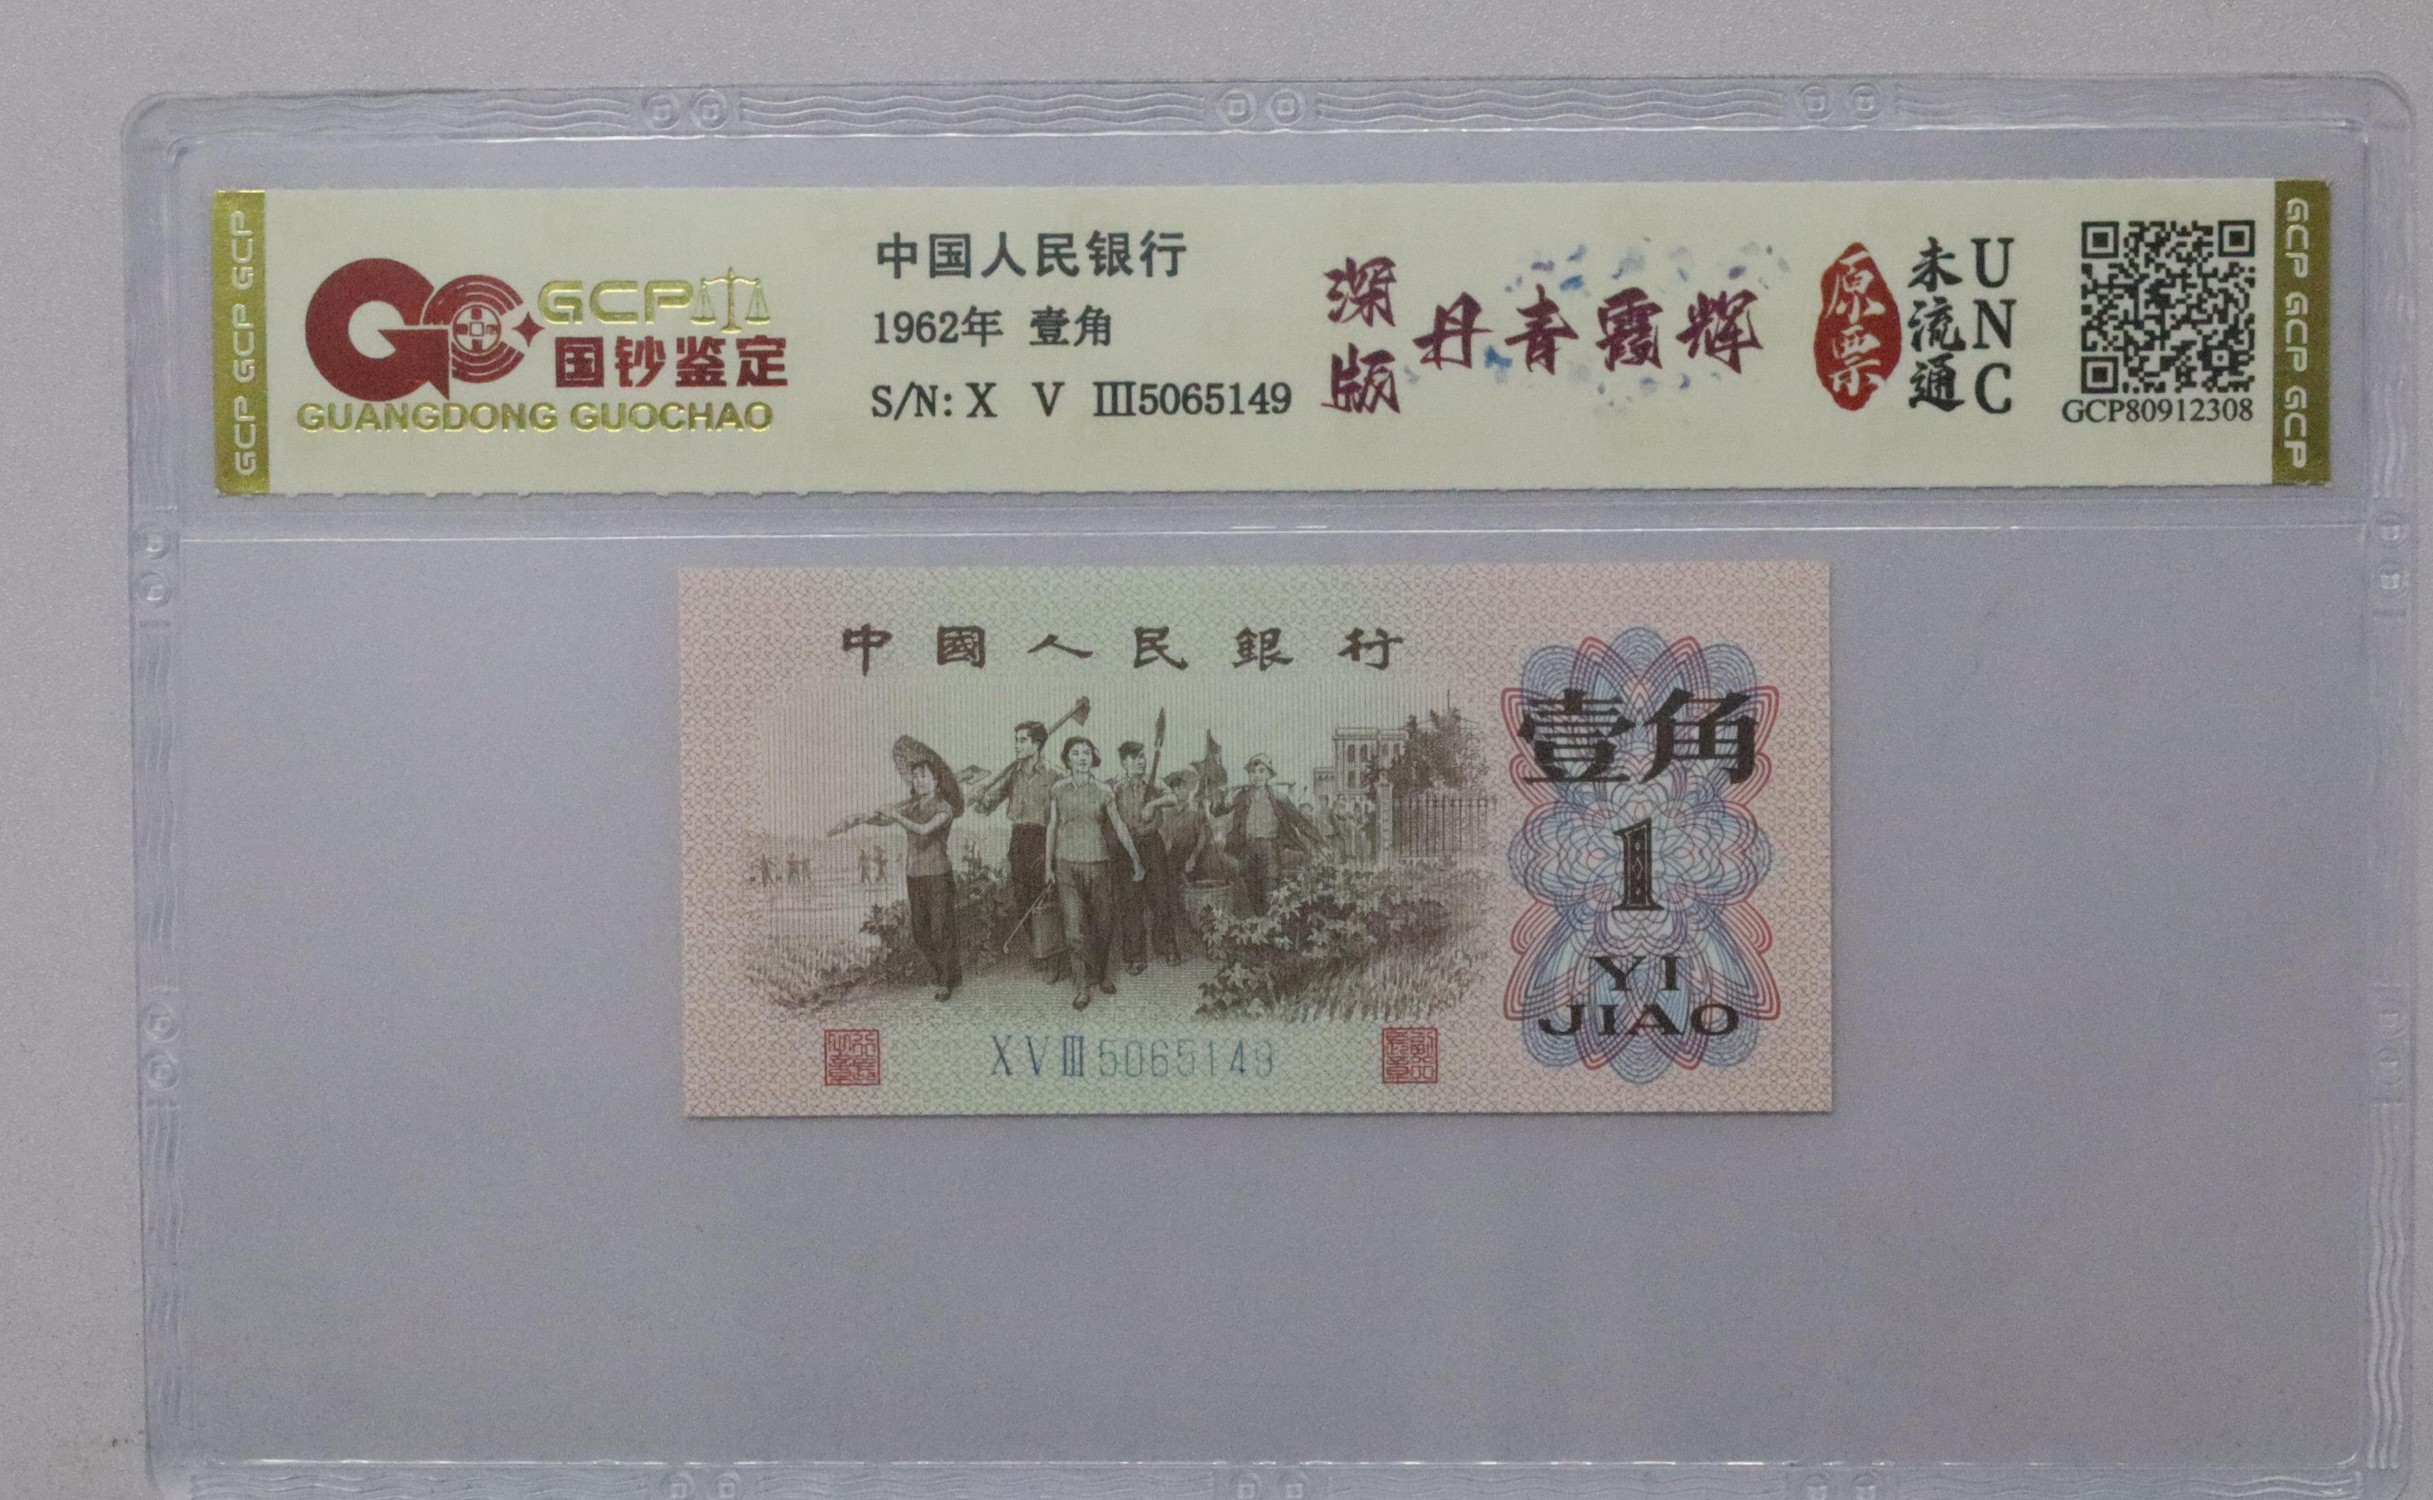 GCP GCP GCP
GCP
国钞鉴定
GUANGDONG GUOCHAO
中国人民银行
1962年 壹角
S/N: X V III5065149
深版
丹青霞辉
原票
未流通
UNC
GCP80912308
GCP GCP GCP
中國人民銀行
壹角
1
YI
JIAO
X V III 5065149